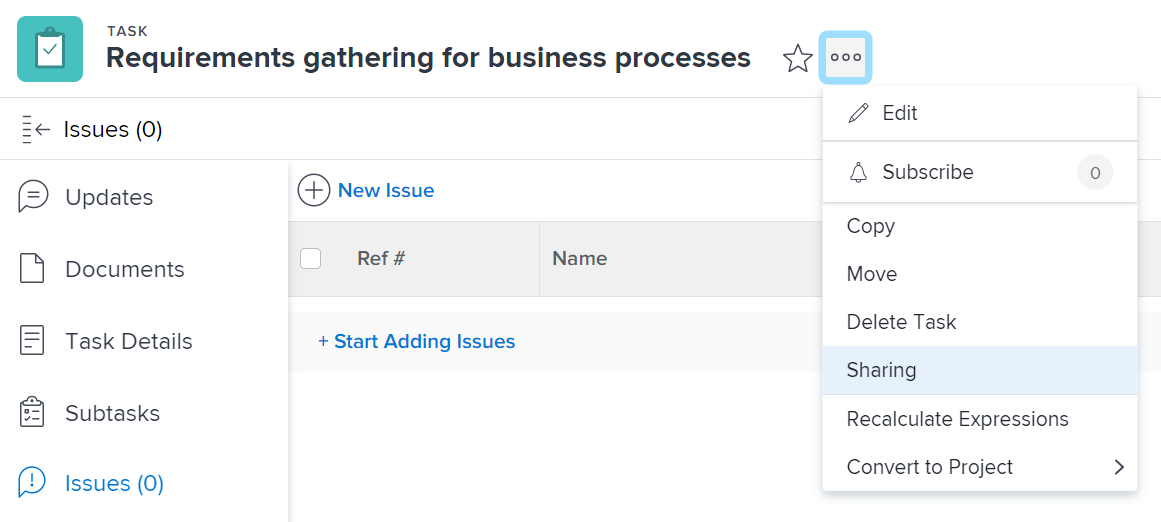 TASK
Requirements gathering for business processes
Issues (0)
Updates
Documents
Task Details
Subtasks
Issues (0)
New Issue
Ref # Name
+ Start Adding Issues
Edit
Subscribe 0
Copy
Move
Delete Task
Sharing
Recalculate Expressions
Convert to Project